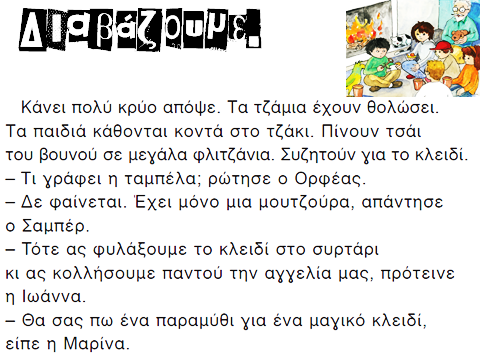 Διαβάζουμε.
Κάνει πολύ κρύο απόψε. Τα τζάμια έχουν θολώσει.
Τα παιδιά κάθονται κοντά στο τζάκι. Πίνουν τσάι
του βουνού σε μεγάλα φλιτζάνια. Συζητούν για το κλειδί.
– Τι γράφει η ταμπέλα; ρώτησε ο Ορφέας.
– Δε φαίνεται. Έχει μόνο μια μουτζούρα, απάντησε
ο Σαμπέρ.
– Τότε ας φυλάξουμε το κλειδί στο συρτάρι
κι ας κολλήσουμε παντού την αγγελία μας, πρότεινε
η Ιωάννα.
– Θα σας πω ένα παραμύθι για ένα μαγικό κλειδί,
είπε η Μαρίνα.